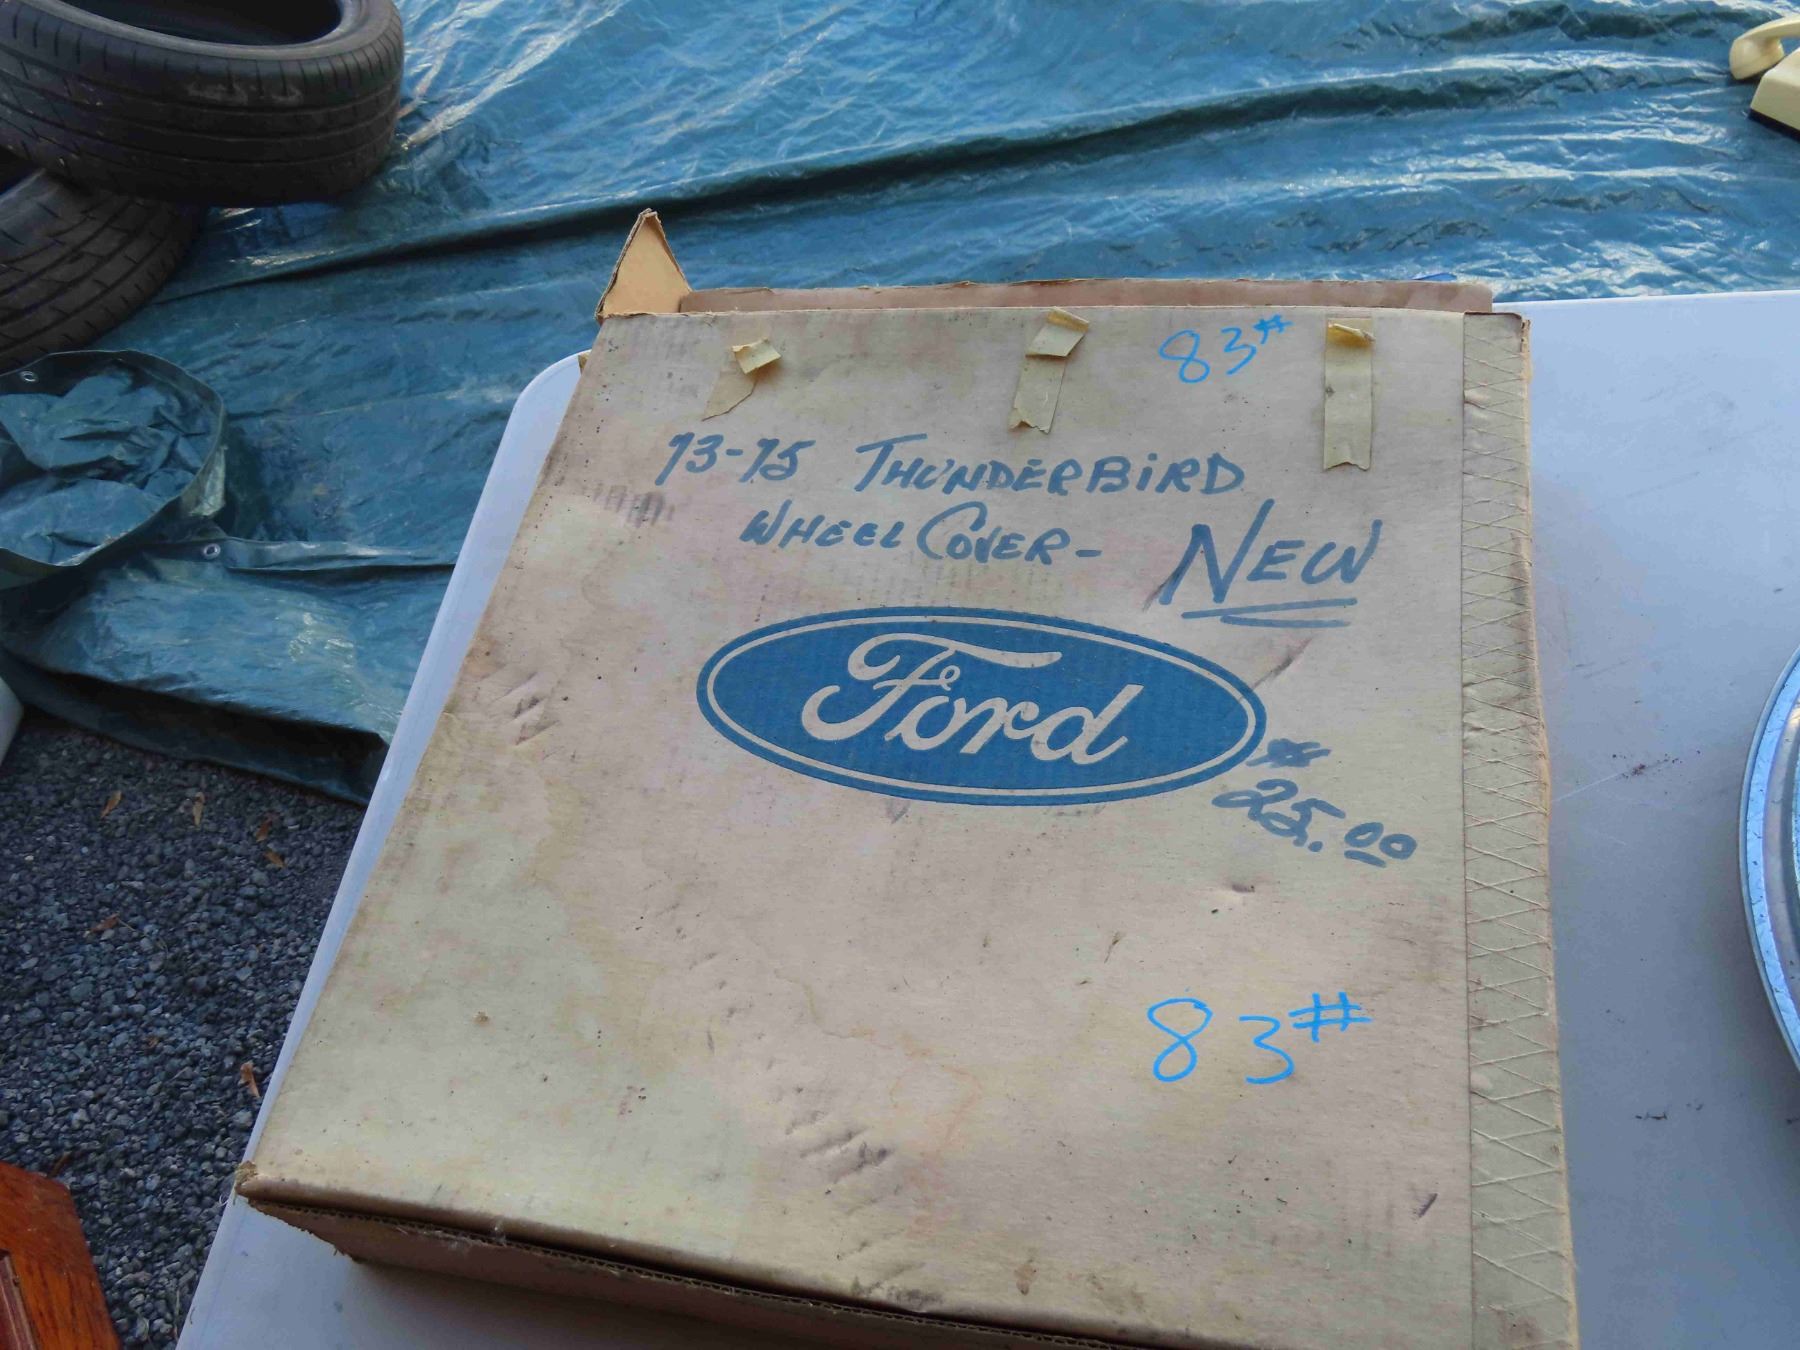 83#
73-75 THUNDERBIRD
WHEEL COVER- NEW
Ford
$
25.00
83#